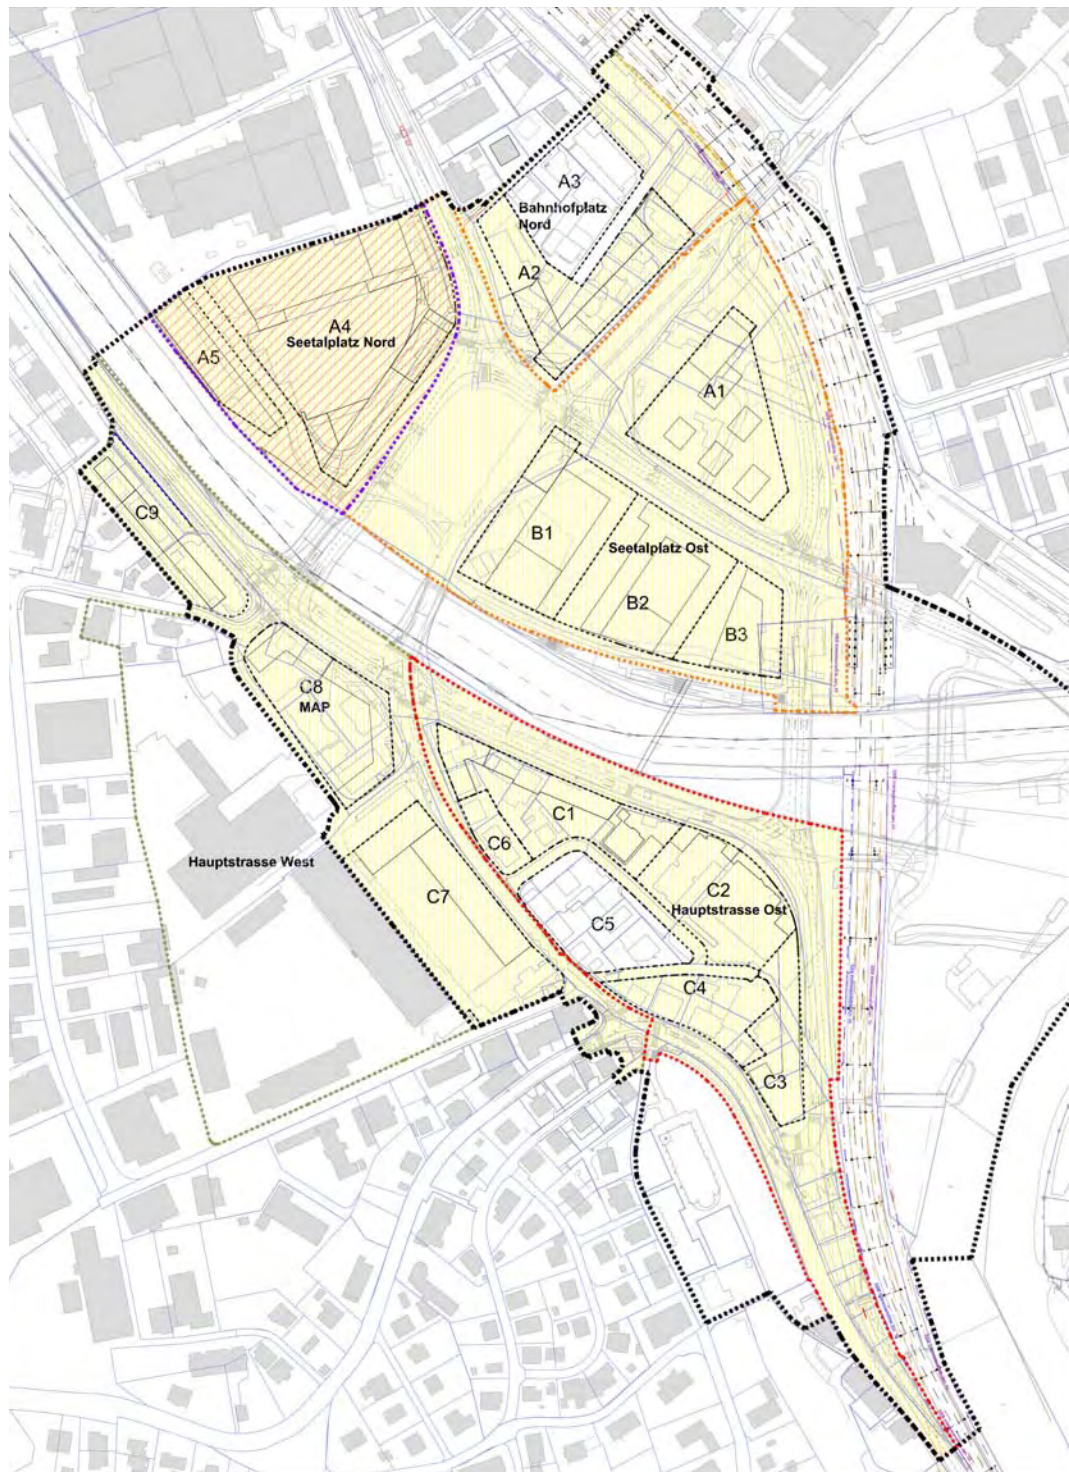 A3
Bahnhofplatz
Nord
A2
A4
Seetalplatz Nord
A5
A1
C9
B1
Seetalplatz Ost
B2
B3
C8
MAP
C1
C6
Hauptstrasse West
C7
C2
Hauptstrasse Ost
C5
C4
C3